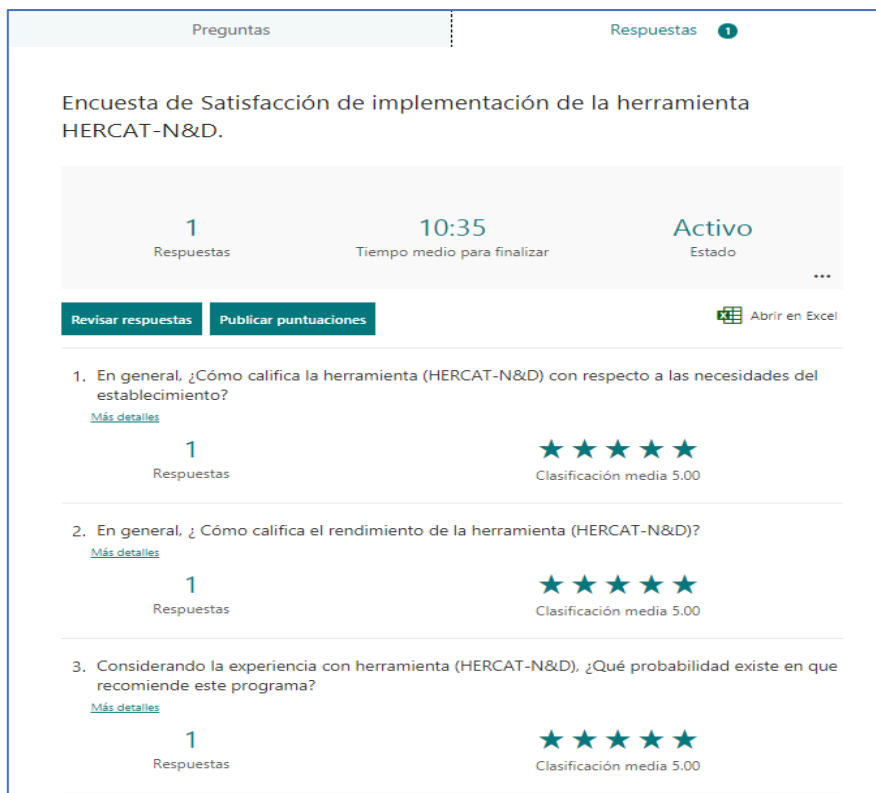 Preguntas
Respuestas 1
Encuesta de Satisfacción de implementación de la herramienta
HERCAT-N&D.
1 10:35 Activo
Respuestas Tiempo medio para finalizar Estado
...
Revisar respuestas Publicar puntuaciones Abrir en Excel
1. En general, ¿Cómo califica la herramienta (HERCAT-N&D) con respecto a las necesidades del
establecimiento?
Más detalles
1
Respuestas Clasificación media 5.00
2. En general, ¿ Cómo califica el rendimiento de la herramienta (HERCAT-N&D)?
Más detalles
1
Respuestas Clasificación media 5.00
3. Considerando la experiencia con herramienta (HERCAT-N&D), ¿Qué probabilidad existe en que
recomiende este programa?
Más detalles
1
Respuestas Clasificación media 5.00